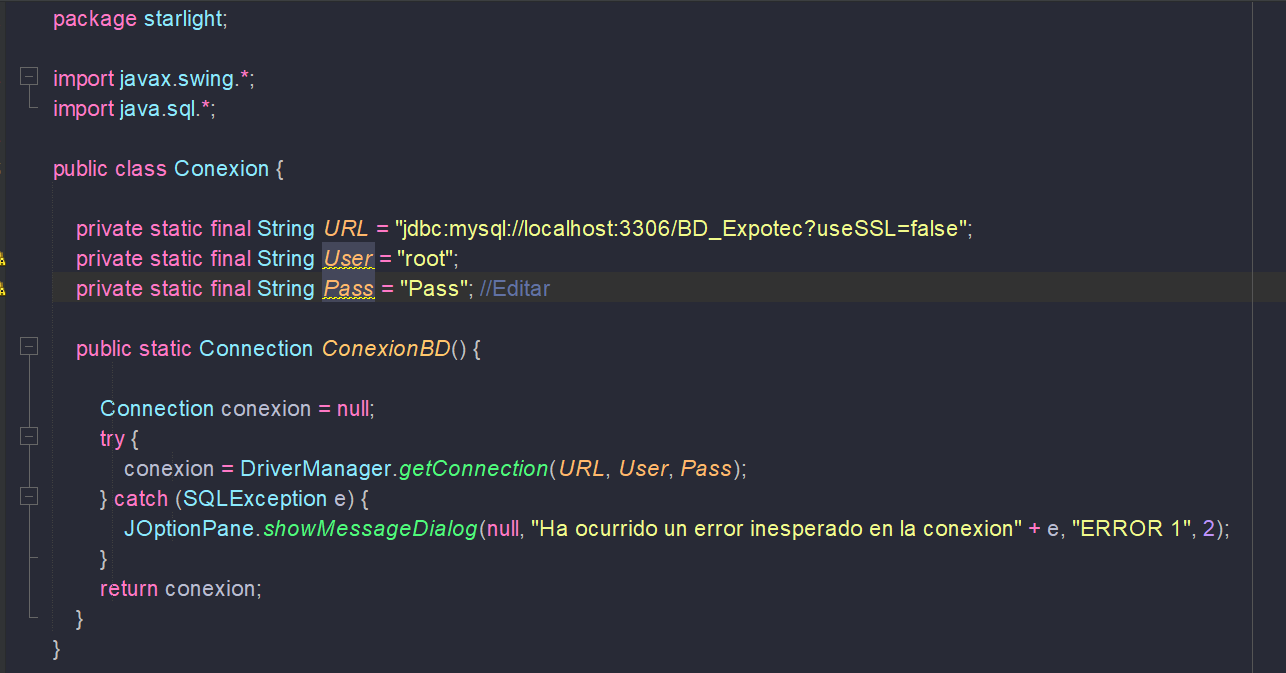 package starlight;
import javax.swing.*;
import java.sql.*;
public class Conexion {
private static final String URL = "jdbc:mysql://localhost:3306/BD_Expotec?useSSL=false";
private static final String User = "root";
private static final String Pass = "Pass"; //Editar
public static Connection ConexionBD() {
Connection conexion = null;
try {
conexion = DriverManager.getConnection(URL, User, Pass);
} catch (SQLException e) {
JOptionPane.showMessageDialog(null, "Ha ocurrido un error inesperado en la conexion" + e, "ERROR 1", 2);
}
return conexion;
}
}